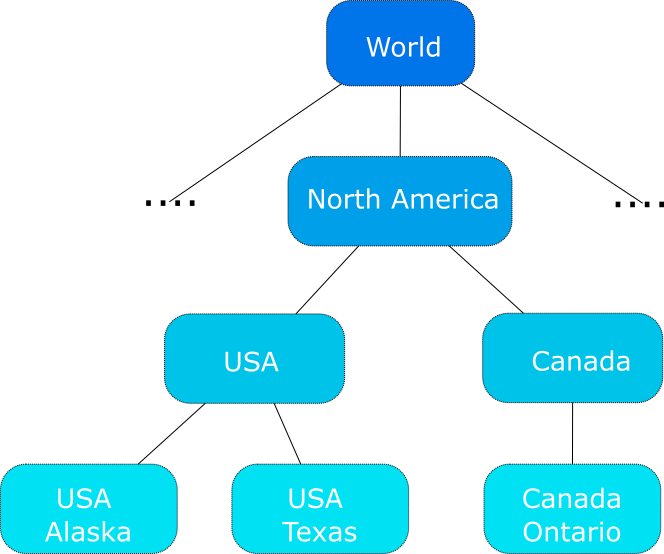 World
North America
....
....
USA
Canada
USA
Alaska
USA
Texas
Canada
Ontario